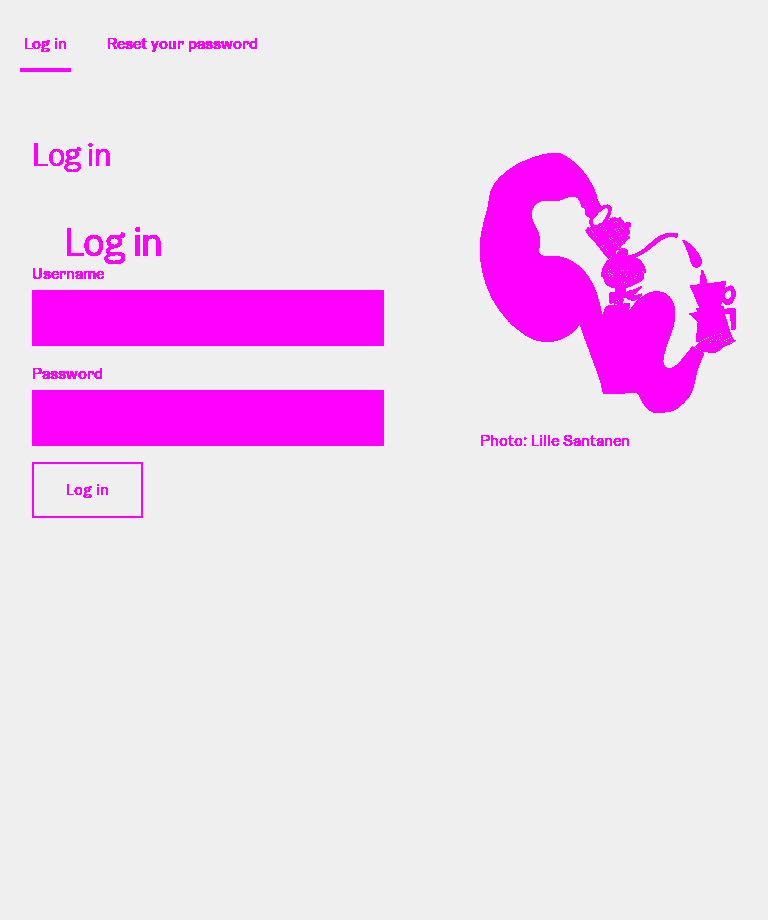 Log in
Reset your password
Log in
Log in
Username
Password
Log in
Photo: Lille Santanen